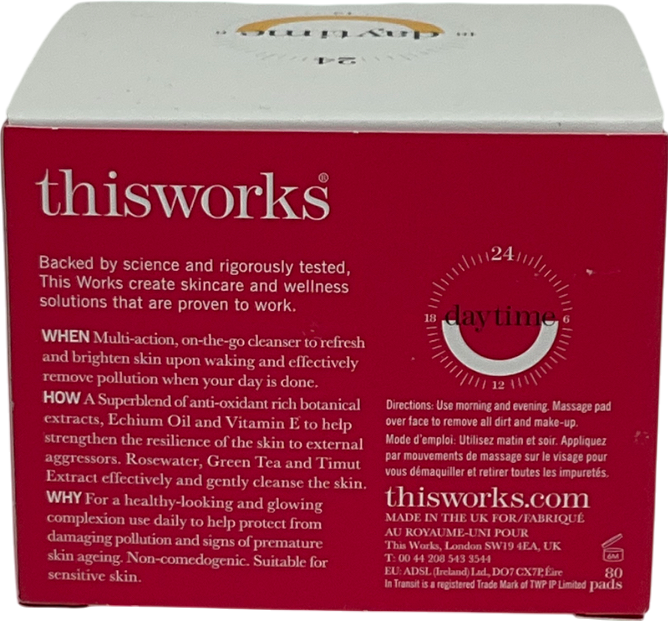 12
18 daytime 6
24
thisworks®
Backed by science and rigorously tested,
This Works create skincare and wellness
solutions that are proven to work.
WHEN Multi-action, on-the-go cleanser to refresh
and brighten skin upon waking and effectively
remove pollution when your day is done.
HOW A Superblend of anti-oxidant rich botanical
extracts, Echium Oil and Vitamin E to help
strengthen the resilience of the skin to external
aggressors. Rosewater, Green Tea and Timut
Extract effectively and gently cleanse the skin.
WHY For a healthy-looking and glowing
complexion use daily to help protect from
damaging pollution and signs of premature
skin ageing. Non-comedogenic. Suitable for
sensitive skin.
24
18 daytime 6
12
Directions: Use morning and evening. Massage pad
over face to remove all dirt and make-up.
Mode d'emploi: Utilisez matin et soir. Appliquez
par mouvements de massage sur le visage pour
vous démaquiller et retirer toutes les impuretés.
thisworks.com
MADE IN THE UK FOR/FABRIQUÉ
AU ROYAUME-UNI POUR
This Works, London SW19 4EA, UK
T: 00 44 208 543 3544
EU: ADSL (Ireland) Ltd., DO7 CX7P, Éire
In Transit is a registered Trade Mark of TWP IP Limited
6M
80
pads